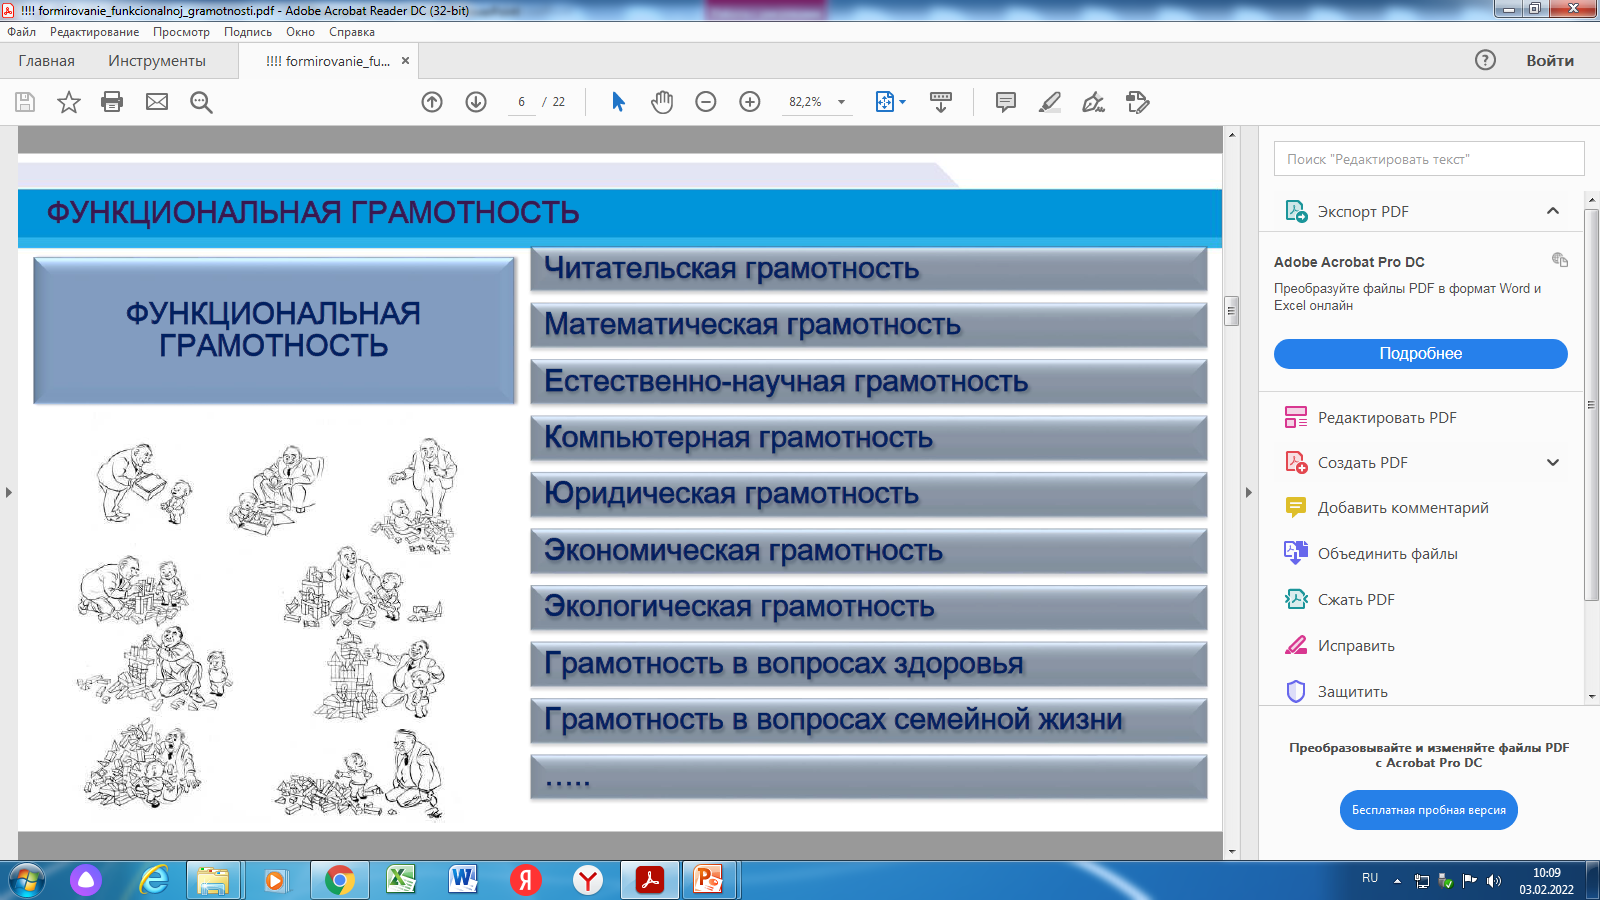 !!!! formirovanie_funkcionalnoj_gramotnosti.pdf - Adobe Acrobat Reader DC (32-bit)
Файл Редактирование Просмотр Подпись Окно Справка
Главная Инструменты !!!! formirovanie_fu... × Войти
6 / 22 82,2%
ФУНКЦИОНАЛЬНАЯ ГРАМОТНОСТЬ
ФУНКЦИОНАЛЬНАЯ
ГРАМОТНОСТЬ
Читательская грамотность
Математическая грамотность
Естественно-научная грамотность
Компьютерная грамотность
Юридическая грамотность
Экономическая грамотность
Экологическая грамотность
Грамотность в вопросах здоровья
Грамотность в вопросах семейной жизни
…..
Поиск "Редактировать текст"
Экспорт PDF
Adobe Acrobat Pro DC
Преобразуйте файлы PDF в формат Word и
Excel онлайн
Подробнее
Редактировать PDF
Создать PDF
Добавить комментарий
Объединить файлы
Сжать PDF
Исправить
Защитить
Преобразовывайте и изменяйте файлы PDF
с Acrobat Pro DC
Бесплатная пробная версия
RU
10:09
03.02.2022